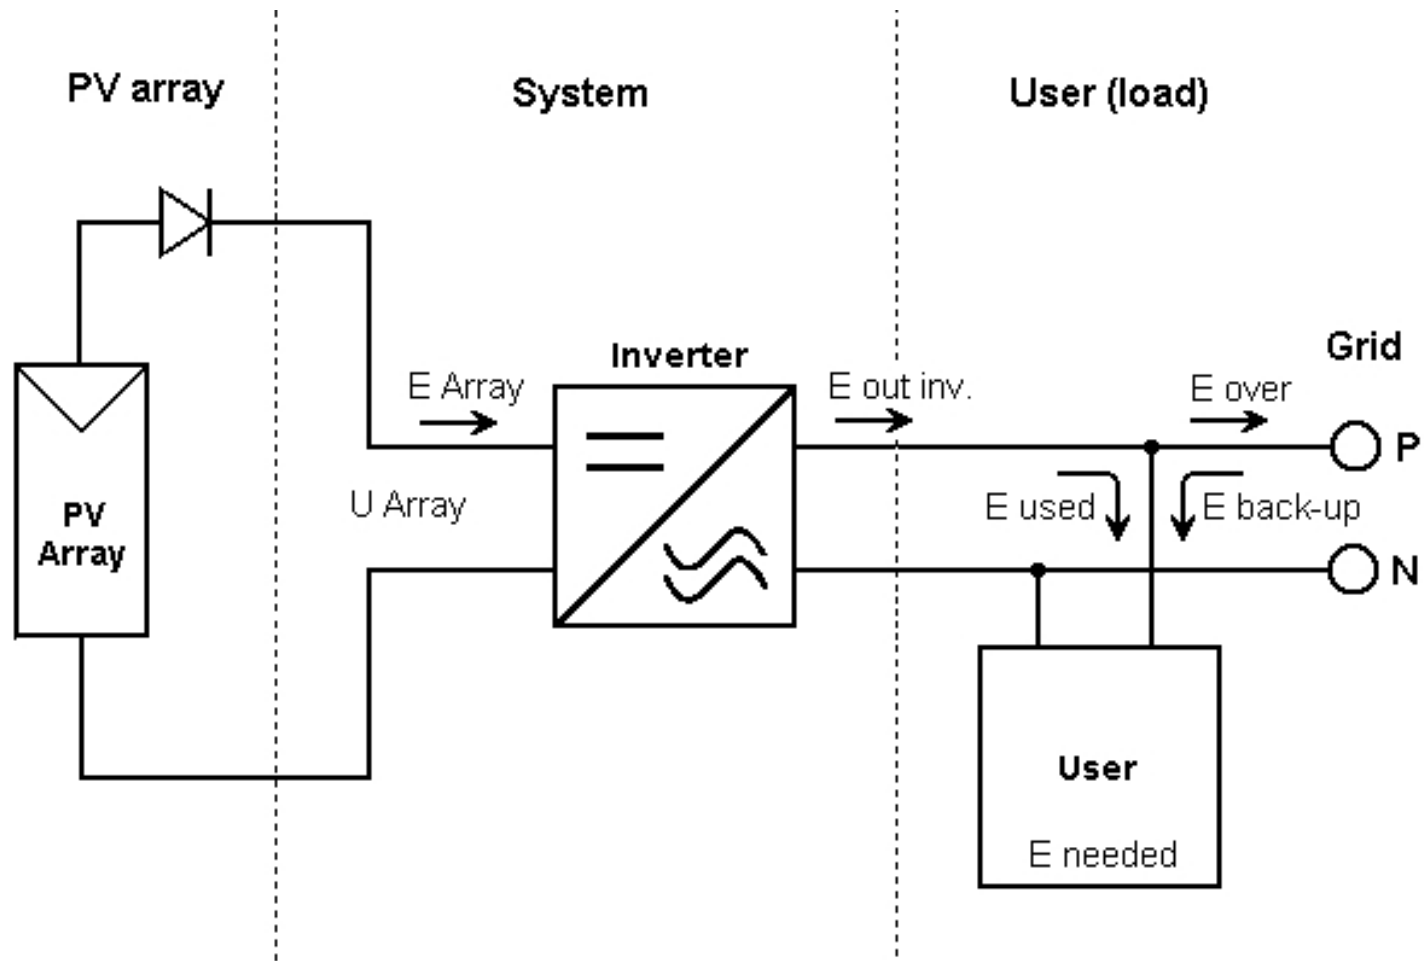 PV array
System
User (load)
Inverter
Grid
E Array
E out inv.
E over
P
U Array
E used
E back-up
PV
Array
N
User
E needed